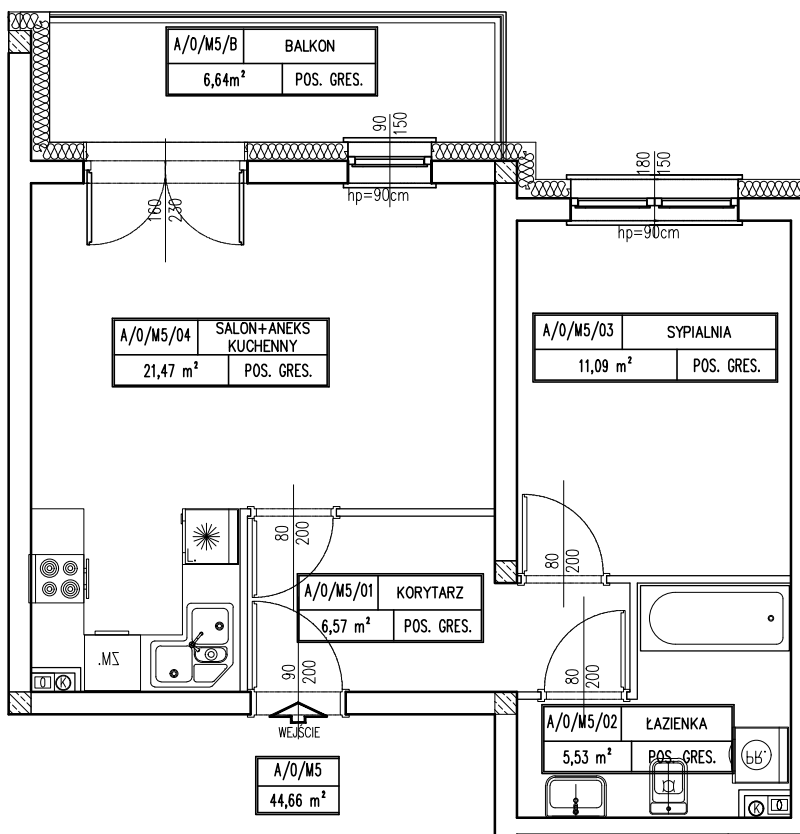 A/0/M5/B BALKON
6,64m² POS. GRES.
90
150
180
150
hp=90cm
160
230
hp=90cm
A/0/M5/04 SALON+ANEKS KUCHENNY
21,47 m² POS. GRES.
A/0/M5/03 SYPIALNIA
11,09 m² POS. GRES.
80
200
80
200
A/0/M5/01 KORYTARZ
6,57 m² POS. GRES.
ZM.
90
200
80
200
K
WEJŚCIE
A/0/M5/02 ŁAZIENKA
5,53 m² POS. GRES.
PR.
A/0/M5
44,66 m²
K